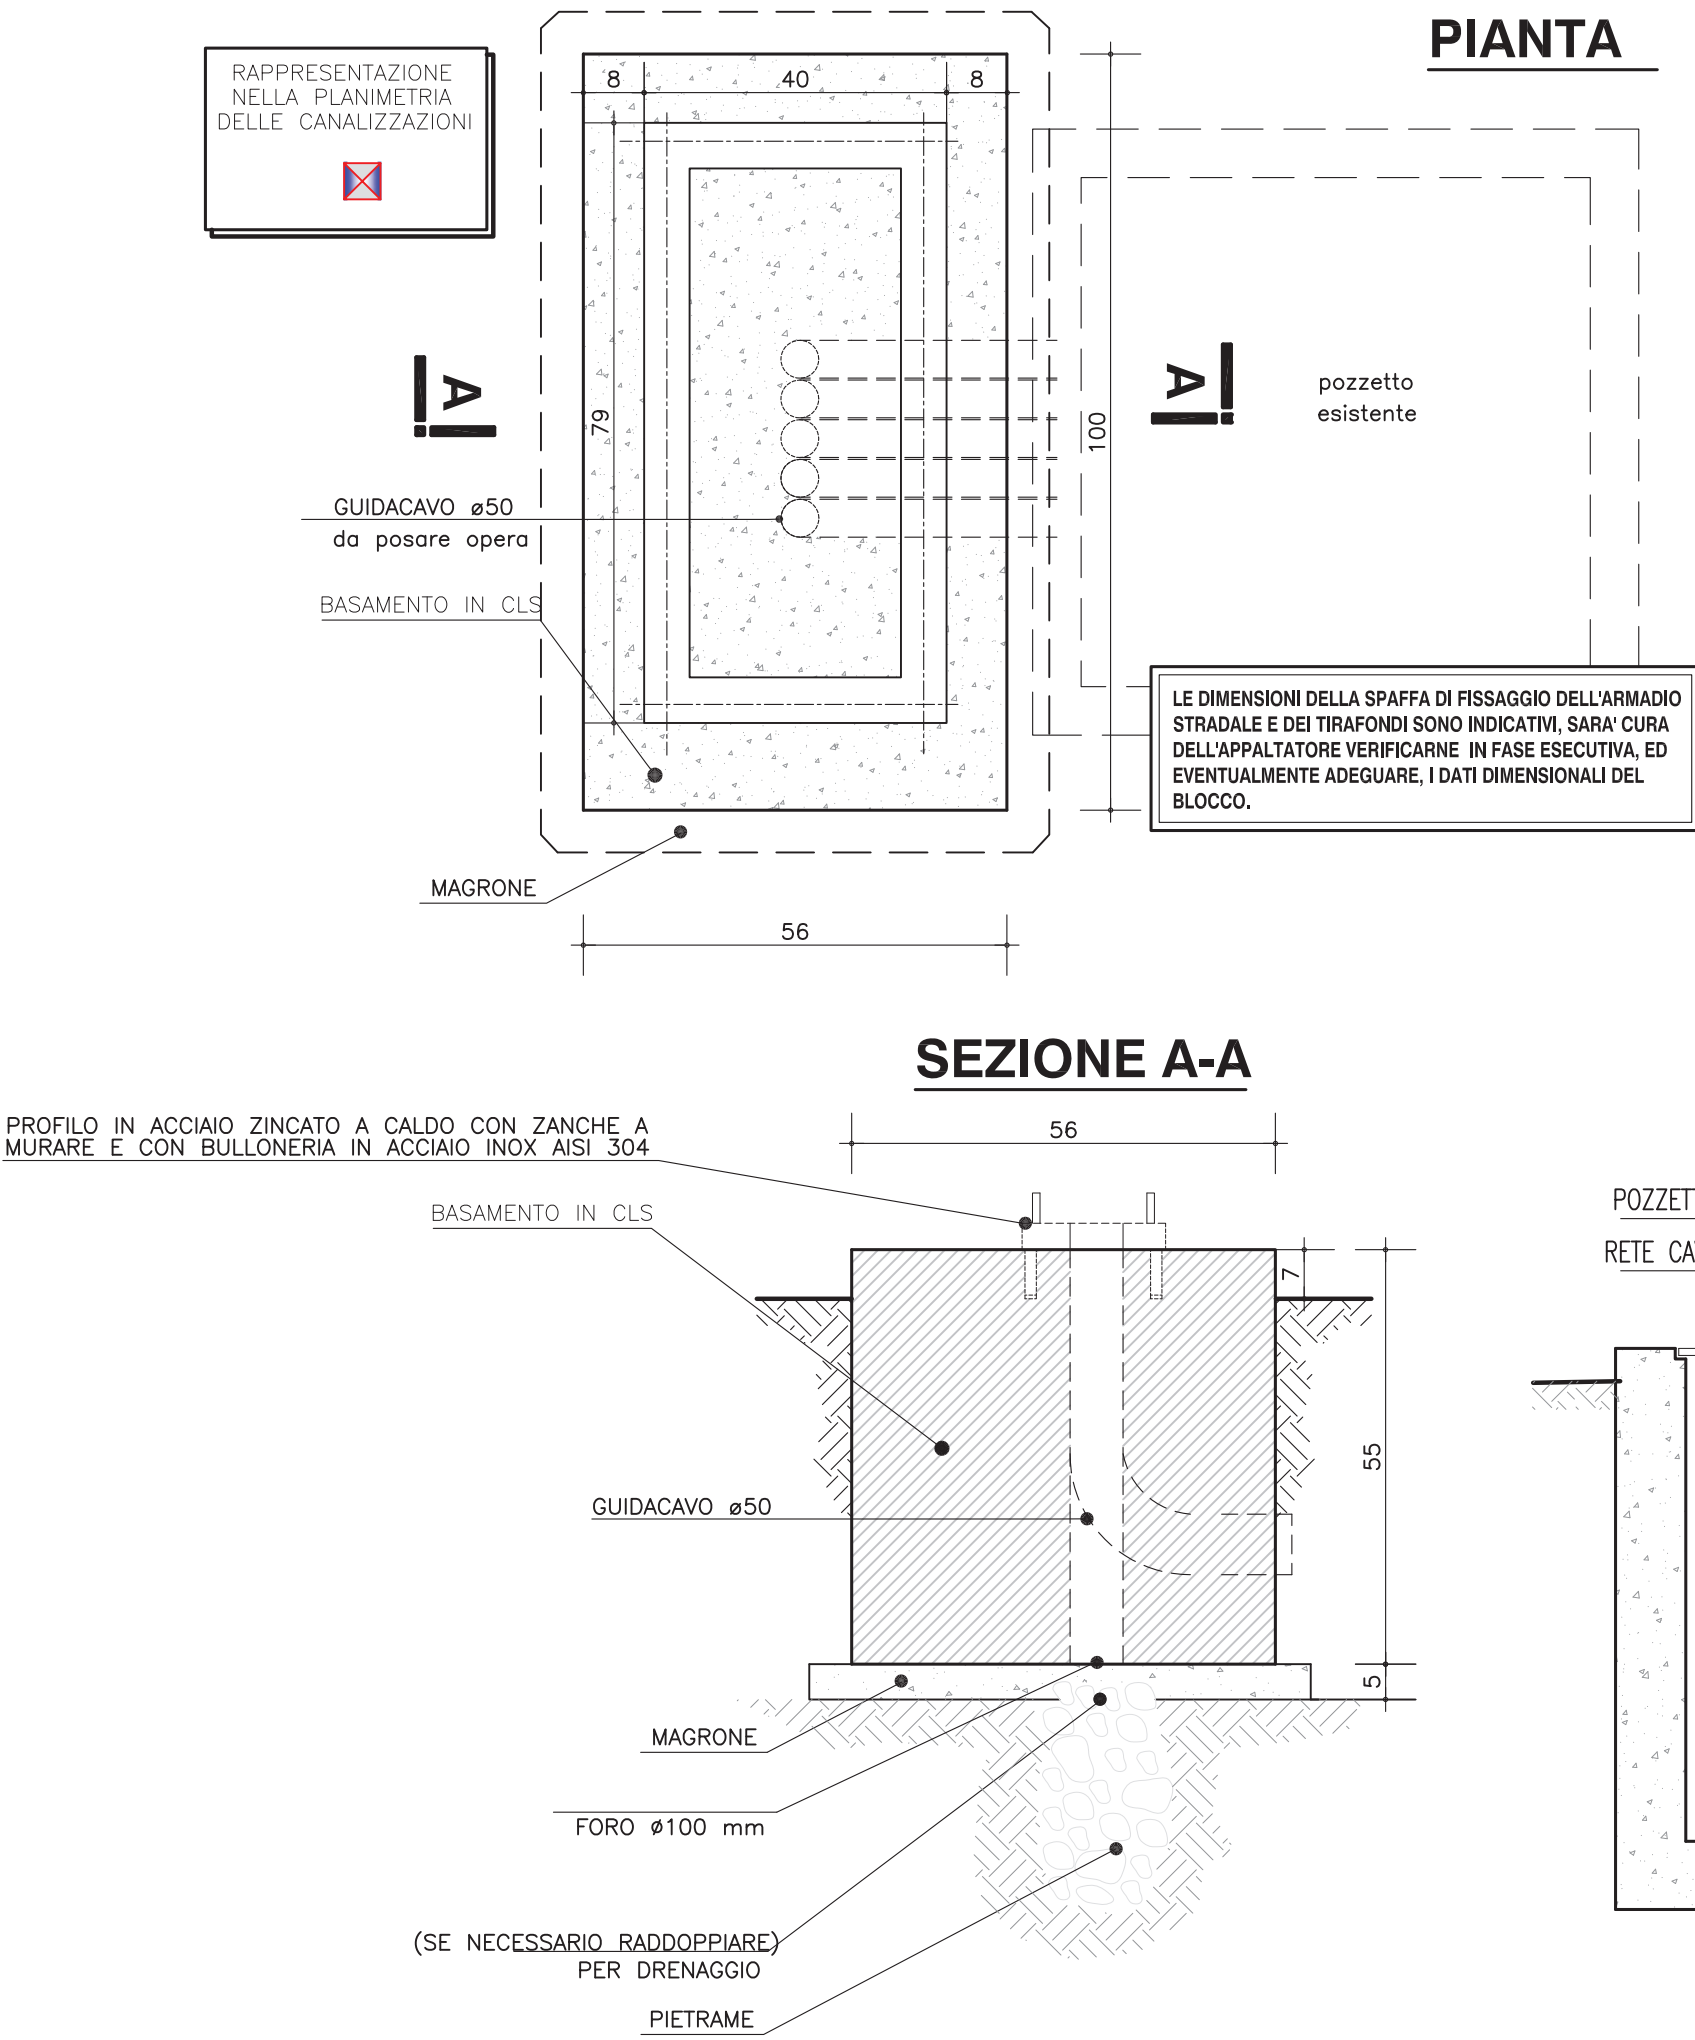 PIANTA
RAPPRESENTAZIONE
NELLA PLANIMETRIA
DELLE CANALIZZAZIONI
8
40
8
79
100
A
A
pozzetto
esistente
GUIDACAVO ø50
da posare opera
BASAMENTO IN CLS
LE DIMENSIONI DELLA SPAFFA DI FISSAGGIO DELL'ARMADIO
STRADALE E DEI TIRAFONDI SONO INDICATIVI, SARA' CURA
DELL'APPALTATORE VERIFICARNE IN FASE ESECUTIVA, ED
EVENTUALMENTE ADEGUARE, I DATI DIMENSIONALI DEL
BLOCCO.
MAGRONE
56
SEZIONE A-A
PROFILO IN ACCIAIO ZINCATO A CALDO CON ZANCHE A
MURARE E CON BULLONERIA IN ACCIAIO INOX AISI 304
56
BASAMENTO IN CLS
POZZETT
RETE CA
7
55
GUIDACAVO ø50
5
MAGRONE
FORO ø100 mm
(SE NECESSARIO RADDOPPIARE)
PER DRENAGGIO
PIETRAME